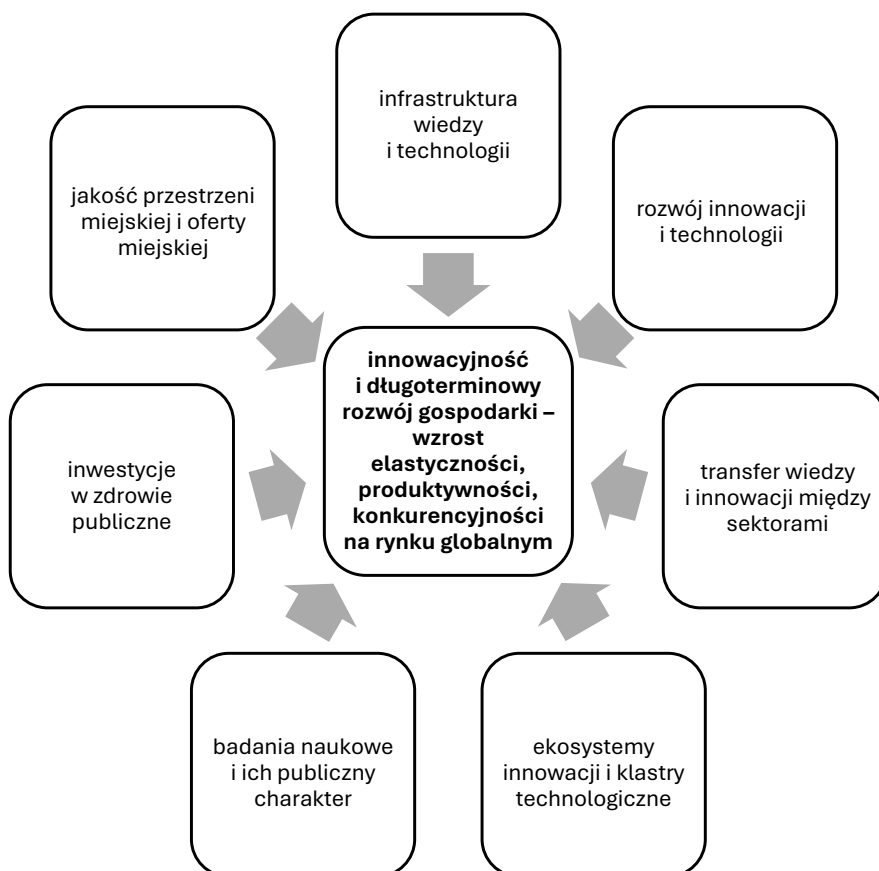 infrastruktura
wiedzy
i technologii
jakość przestrzeni
miejskiej i oferty
miejskiej
rozwój innowacji
i technologii
innowacyjność
i długoterminowy
rozwój gospodarki –
wzrost
elastyczności,
produktywności,
konkurencyjności
na rynku globalnym
inwestycje
w zdrowie
publiczne
transfer wiedzy
i innowacji między
sektorami
badania naukowe
i ich publiczny
charakter
ekosystemy
innowacji i klastry
technologiczne